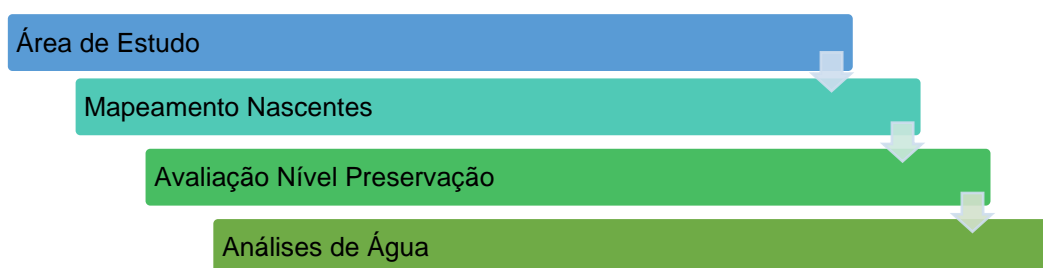 Área de Estudo
Mapeamento Nascentes
Avaliação Nível Preservação
Análises de Água